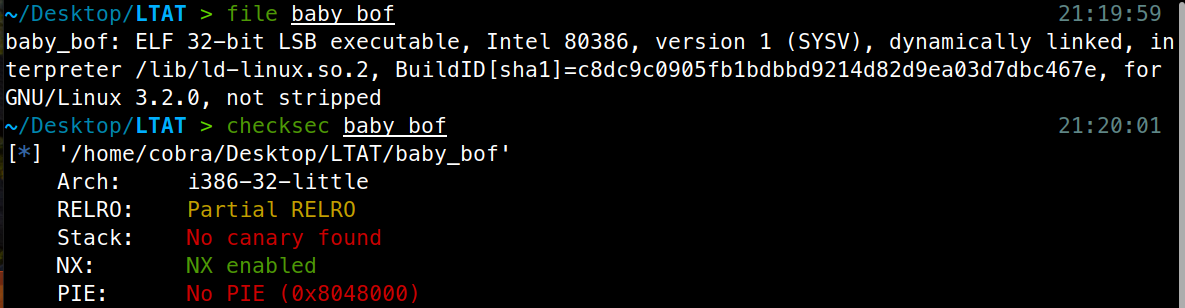 ~/Desktop/LTAT > file baby_bof 21:19:59
baby_bof: ELF 32-bit LSB executable, Intel 80386, version 1 (SYSV), dynamically linked, in
terpreter /lib/ld-linux.so.2, BuildID[sha1]=c8dc9c0905fb1bdbbd9214d82d9ea03d7dbc467e, for
GNU/Linux 3.2.0, not stripped
~/Desktop/LTAT > checksec baby_bof 21:20:01
[*] '/home/cobra/Desktop/LTAT/baby_bof'
    Arch:     i386-32-little
    RELRO:    Partial RELRO
    Stack:    No canary found
    NX:       NX enabled
    PIE:      No PIE (0x8048000)